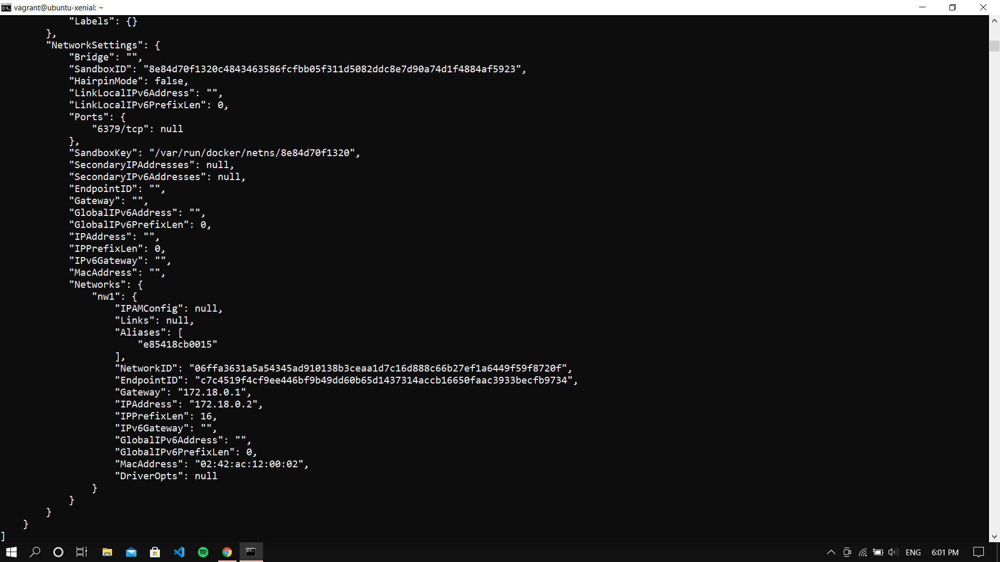 vagrant@ubuntu-xenial: ~
            "Labels": {}
        },
        "NetworkSettings": {
            "Bridge": "",
            "SandboxID": "8e84d70f1320c4843463586fcfbb05f311d5082ddc8e7d90a74d1f4884af5923",
            "HairpinMode": false,
            "LinkLocalIPv6Address": "",
            "LinkLocalIPv6PrefixLen": 0,
            "Ports": {
                "6379/tcp": null
            },
            "SandboxKey": "/var/run/docker/netns/8e84d70f1320",
            "SecondaryIPAddresses": null,
            "SecondaryIPv6Addresses": null,
            "EndpointID": "",
            "Gateway": "",
            "GlobalIPv6Address": "",
            "GlobalIPv6PrefixLen": 0,
            "IPAddress": "",
            "IPPrefixLen": 0,
            "IPv6Gateway": "",
            "MacAddress": "",
            "Networks": {
                "nw1": {
                    "IPAMConfig": null,
                    "Links": null,
                    "Aliases": [
                        "e85418cb0015"
                    ],
                    "NetworkID": "06ffa3631a5a54345ad910138b3ceaa1d7c16d888c66b27ef1a6449f59f8720f",
                    "EndpointID": "c7c4519f4cf9ee446bf9b49dd60b65d1437314accb16650faac3933becfb9734",
                    "Gateway": "172.18.0.1",
                    "IPAddress": "172.18.0.2",
                    "IPPrefixLen": 16,
                    "IPv6Gateway": "",
                    "GlobalIPv6Address": "",
                    "GlobalIPv6PrefixLen": 0,
                    "MacAddress": "02:42:ac:12:00:02",
                    "DriverOpts": null
                }
            }
        }
    }
]
ENG 6:01 PM